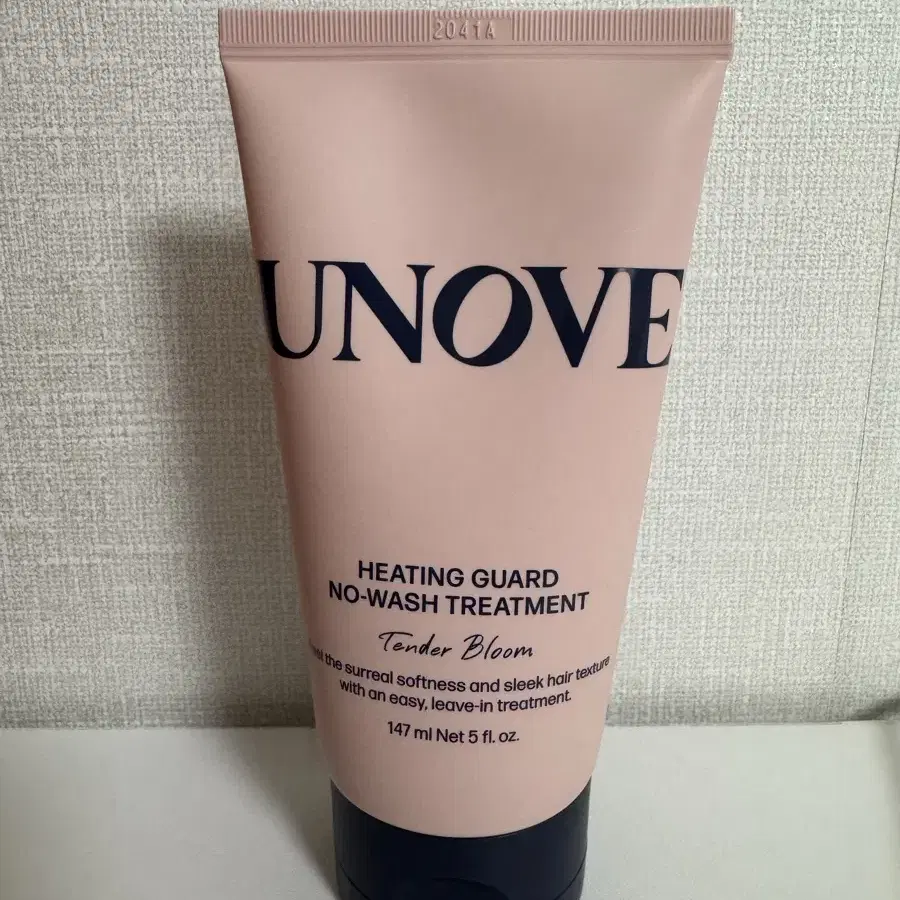 2041A
UNOVE
HEATING GUARD
NO-WASH TREATMENT
Tender Bloom
the surreal softness and sleek hair texture
with an easy, leave-in treatment.
147 ml Net 5 fl. oz.